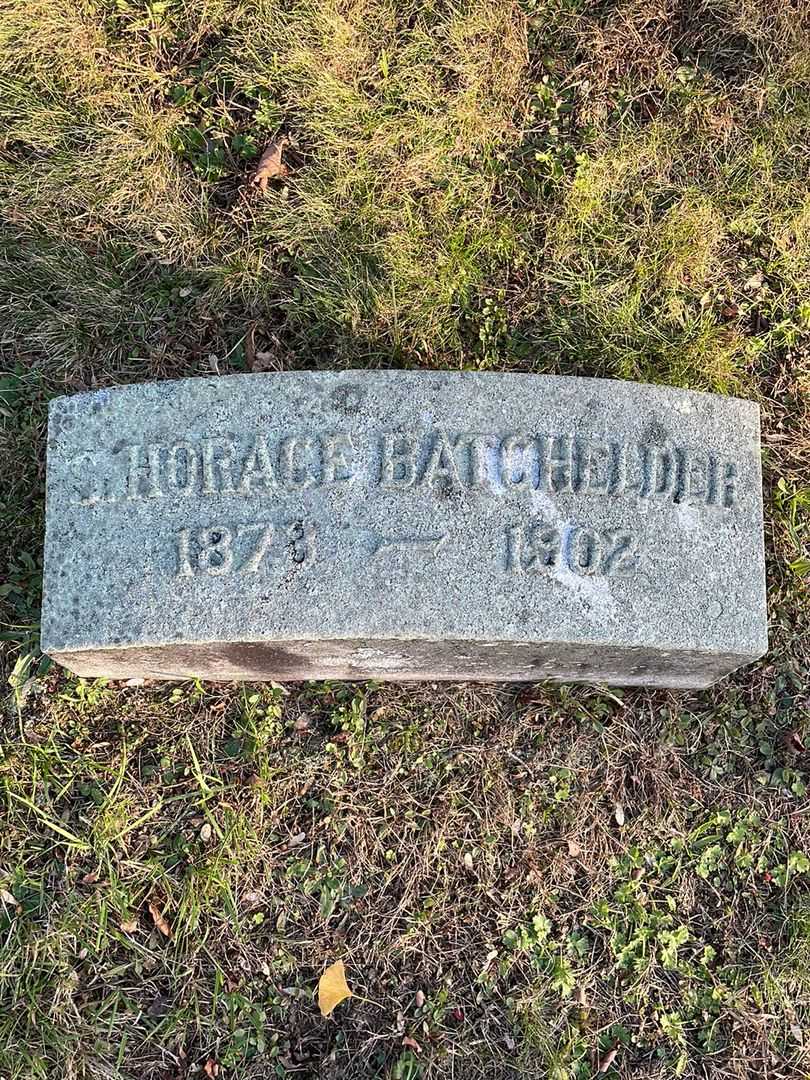 HORACE BATCHELDER
1873 — 1902